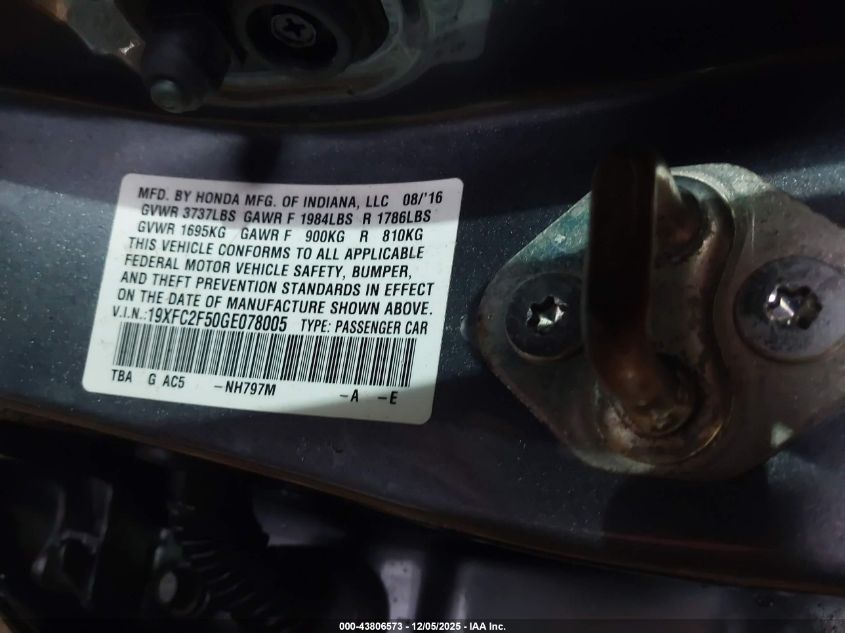 MFD. BY HONDA MFG. OF INDIANA, LLC 08/'16
GVWR 3737LBS GAWR F 1984LBS R 1786LBS
GVWR 1695KG GAWR F 900KG R 810KG
THIS VEHICLE CONFORMS TO ALL APPLICABLE
FEDERAL MOTOR VEHICLE SAFETY, BUMPER,
AND THEFT PREVENTION STANDARDS IN EFFECT
ON THE DATE OF MANUFACTURE SHOWN ABOVE.
V.I.N.:19XFC2F50GE078005 TYPE: PASSENGER CAR
TBA G AC5 -NH797M -A -E
000-43806573 - 12/05/2025 - IAA Inc.